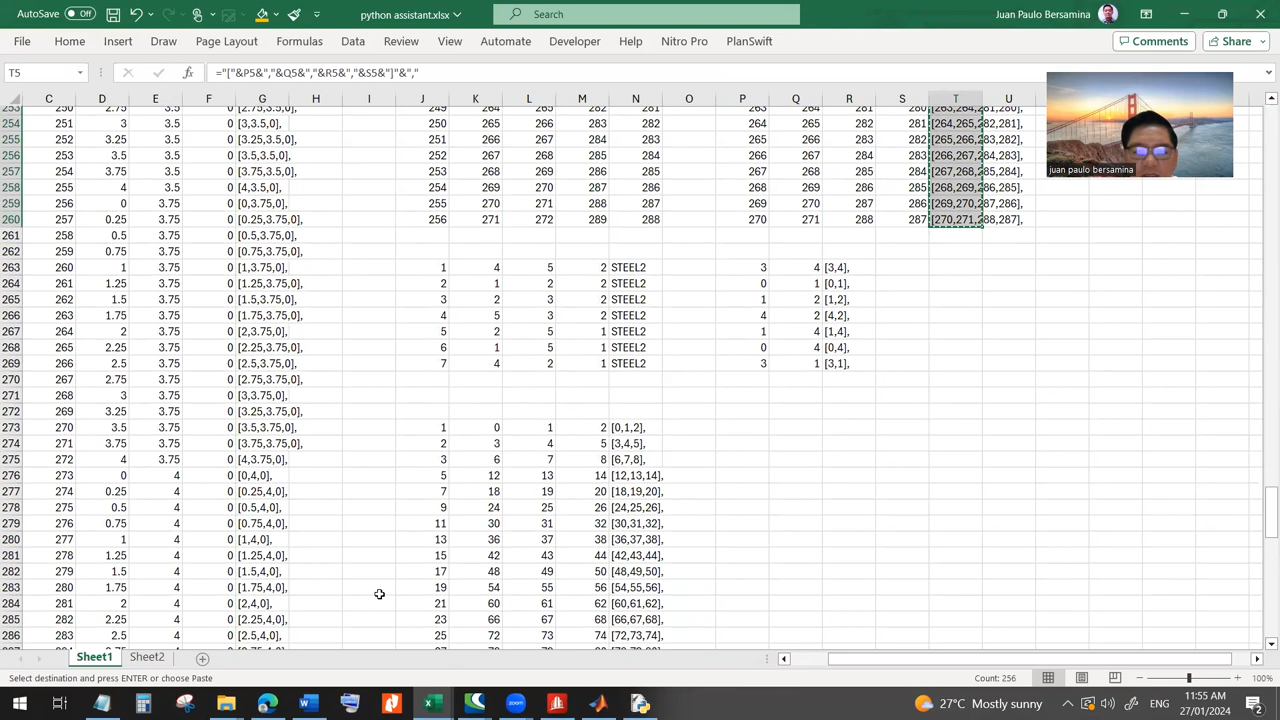 AutoSave Off python assistant.xlsx Search Juan Paulo Bersamina
File Home Insert Draw Page Layout Formulas Data Review View Automate Developer Help Nitro Pro PlanSwift Comments Share
T5 fx ="["&P5&","&Q5&","&R5&","&S5&"]"&","
C D E F G H I J K L M N O P Q R S T U
253 250 2.75 3.5 0 [2.75,3.5,0], 249 264 265 282 281 263 264 281 280 [263,264,281,280],
254 251 3 3.5 0 [3,3.5,0], 250 265 266 283 282 264 265 282 281 [264,265,282,281],
255 252 3.25 3.5 0 [3.25,3.5,0], 251 266 267 284 283 265 266 283 282 [265,266,283,282],
256 253 3.5 3.5 0 [3.5,3.5,0], 252 267 268 285 284 266 267 284 283 [266,267,284,283],
257 254 3.75 3.5 0 [3.75,3.5,0], 253 268 269 286 285 267 268 285 284 [267,268,285,284],
258 255 4 3.5 0 [4,3.5,0], 254 269 270 287 286 268 269 286 285 [268,269,286,285],
259 256 0 3.75 0 [0,3.75,0], 255 270 271 288 287 269 270 287 286 [269,270,287,286],
260 257 0.25 3.75 0 [0.25,3.75,0], 256 271 272 289 288 270 271 288 287 [270,271,288,287],
261 258 0.5 3.75 0 [0.5,3.75,0],
262 259 0.75 3.75 0 [0.75,3.75,0],
263 260 1 3.75 0 [1,3.75,0], 1 4 5 2 STEEL2 3 4 [3,4],
264 261 1.25 3.75 0 [1.25,3.75,0], 2 1 2 2 STEEL2 0 1 [0,1],
265 262 1.5 3.75 0 [1.5,3.75,0], 3 2 3 2 STEEL2 1 2 [1,2],
266 263 1.75 3.75 0 [1.75,3.75,0], 4 5 3 2 STEEL2 4 2 [4,2],
267 264 2 3.75 0 [2,3.75,0], 5 2 5 1 STEEL2 1 4 [1,4],
268 265 2.25 3.75 0 [2.25,3.75,0], 6 1 5 1 STEEL2 0 4 [0,4],
269 266 2.5 3.75 0 [2.5,3.75,0], 7 4 2 1 STEEL2 3 1 [3,1],
270 267 2.75 3.75 0 [2.75,3.75,0],
271 268 3 3.75 0 [3,3.75,0],
272 269 3.25 3.75 0 [3.25,3.75,0],
273 270 3.5 3.75 0 [3.5,3.75,0], 1 0 1 2 [0,1,2],
274 271 3.75 3.75 0 [3.75,3.75,0], 2 3 4 5 [3,4,5],
275 272 4 3.75 0 [4,3.75,0], 3 6 7 8 [6,7,8],
276 273 0 4 0 [0,4,0], 5 12 13 14 [12,13,14],
277 274 0.25 4 0 [0.25,4,0], 7 18 19 20 [18,19,20],
278 275 0.5 4 0 [0.5,4,0], 9 24 25 26 [24,25,26],
279 276 0.75 4 0 [0.75,4,0], 11 30 31 32 [30,31,32],
280 277 1 4 0 [1,4,0], 13 36 37 38 [36,37,38],
281 278 1.25 4 0 [1.25,4,0], 15 42 43 44 [42,43,44],
282 279 1.5 4 0 [1.5,4,0], 17 48 49 50 [48,49,50],
283 280 1.75 4 0 [1.75,4,0], 19 54 55 56 [54,55,56],
284 281 2 4 0 [2,4,0], 21 60 61 62 [60,61,62],
285 282 2.25 4 0 [2.25,4,0], 23 66 67 68 [66,67,68],
286 283 2.5 4 0 [2.5,4,0], 25 72 73 74 [72,73,74],
juan paulo bersamina
Sheet1 Sheet2
Select destination and press ENTER or choose Paste Count: 256 100%
27°C Mostly sunny ENG 11:55 AM
27/01/2024 2